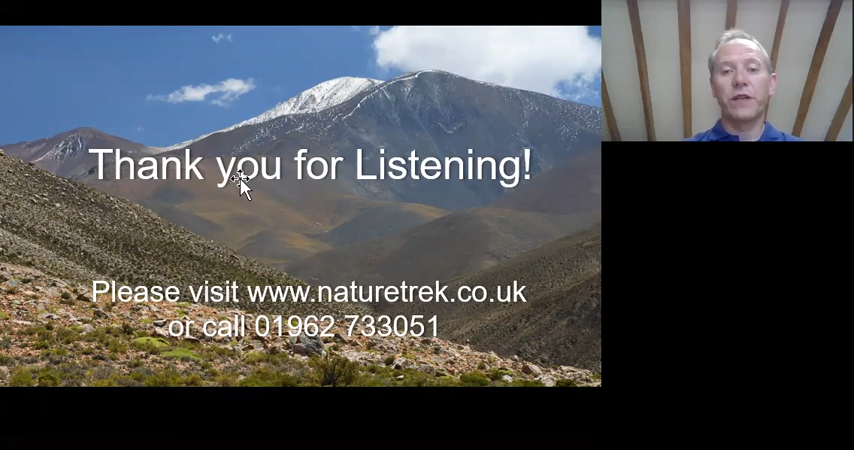 Thank you for Listening!
Please visit www.naturetrek.co.uk
or call 01962 733051